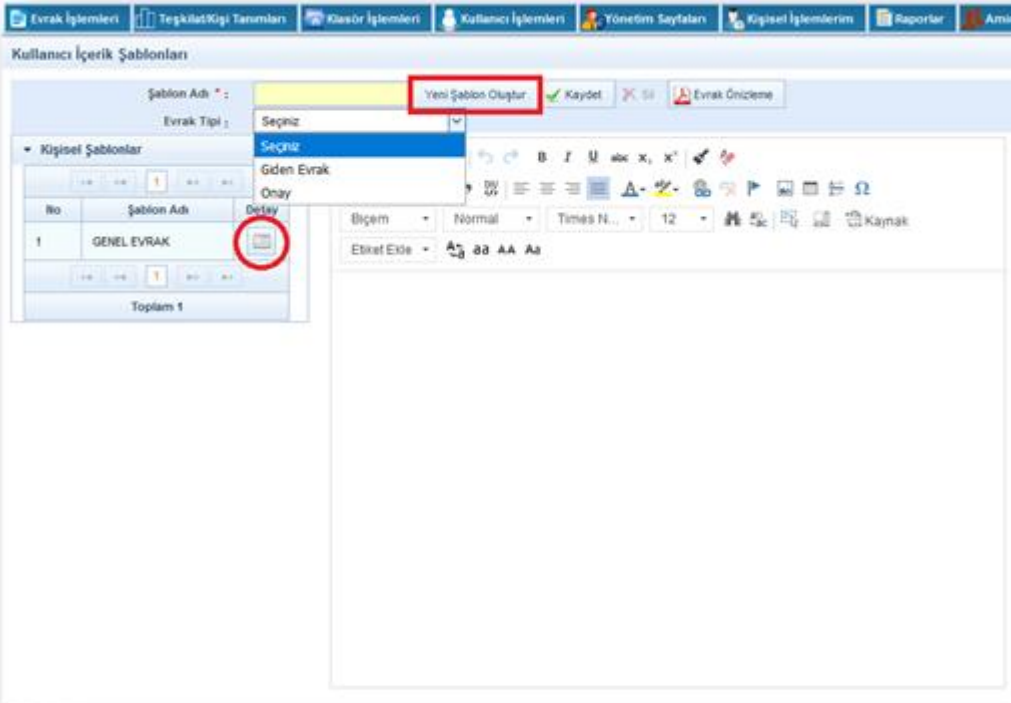 Evrak İşlemleri Teşkilat/Kişi Tanımları Klasör İşlemleri Kullanıcı İşlemleri Yönetim Sayfaları Kişisel İşlemlerim Raporlar
Kullanıcı İçerik Şablonları
Şablon Adı * : Yeni Şablon Oluştur Kaydet Sil Evrak Önizleme
Evrak Tipi : Seçiniz
Seçiniz
Giden Evrak
Onay
Kişisel Şablonlar
1
No Şablon Adı Detay
1 GENEL EVRAK
1
Toplam 1
B I U abc x, x'
A
Biçem Normal Times N... 12 Kaynak
Etiket Ekle aa AA Aa